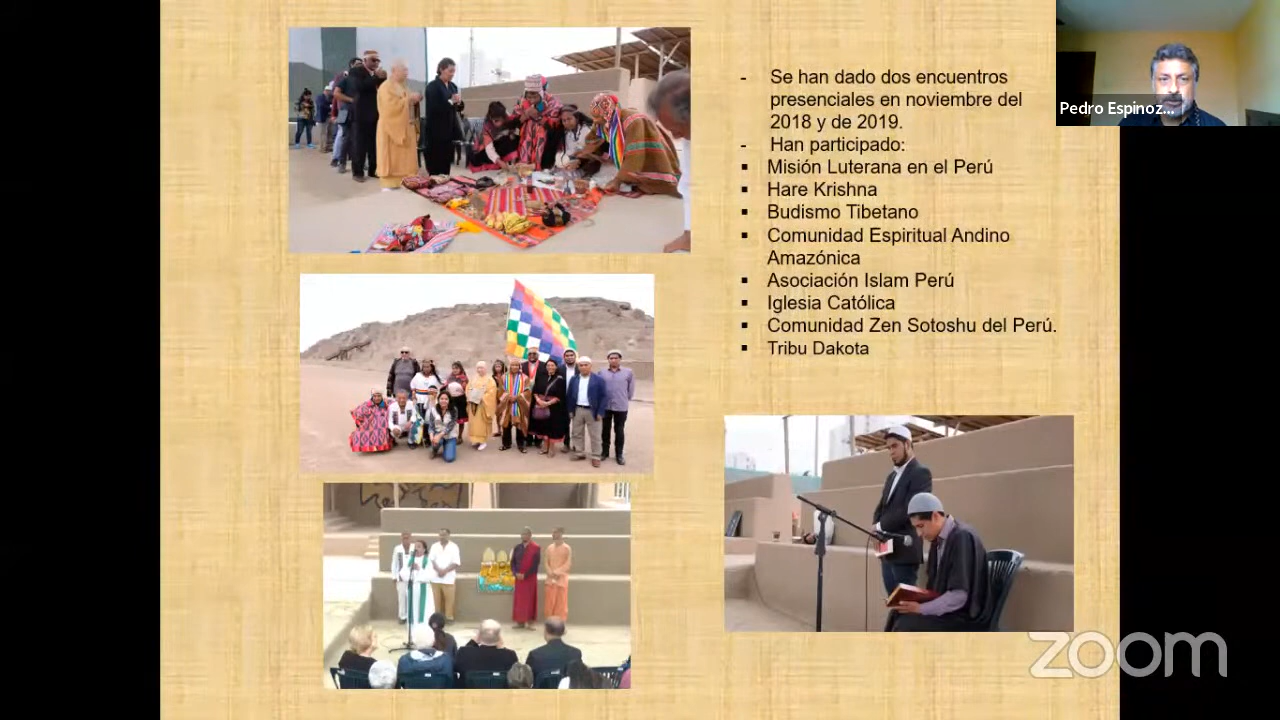 - Se han dado dos encuentros
presenciales en noviembre del
2018 y de 2019.
- Han participado:
▪ Misión Luterana en el Perú
▪ Hare Krishna
▪ Budismo Tibetano
▪ Comunidad Espiritual Andino
Amazónica
▪ Asociación Islam Perú
▪ Iglesia Católica
▪ Comunidad Zen Sotoshu del Perú.
▪ Tribu Dakota
Pedro Espinoz...
zoom